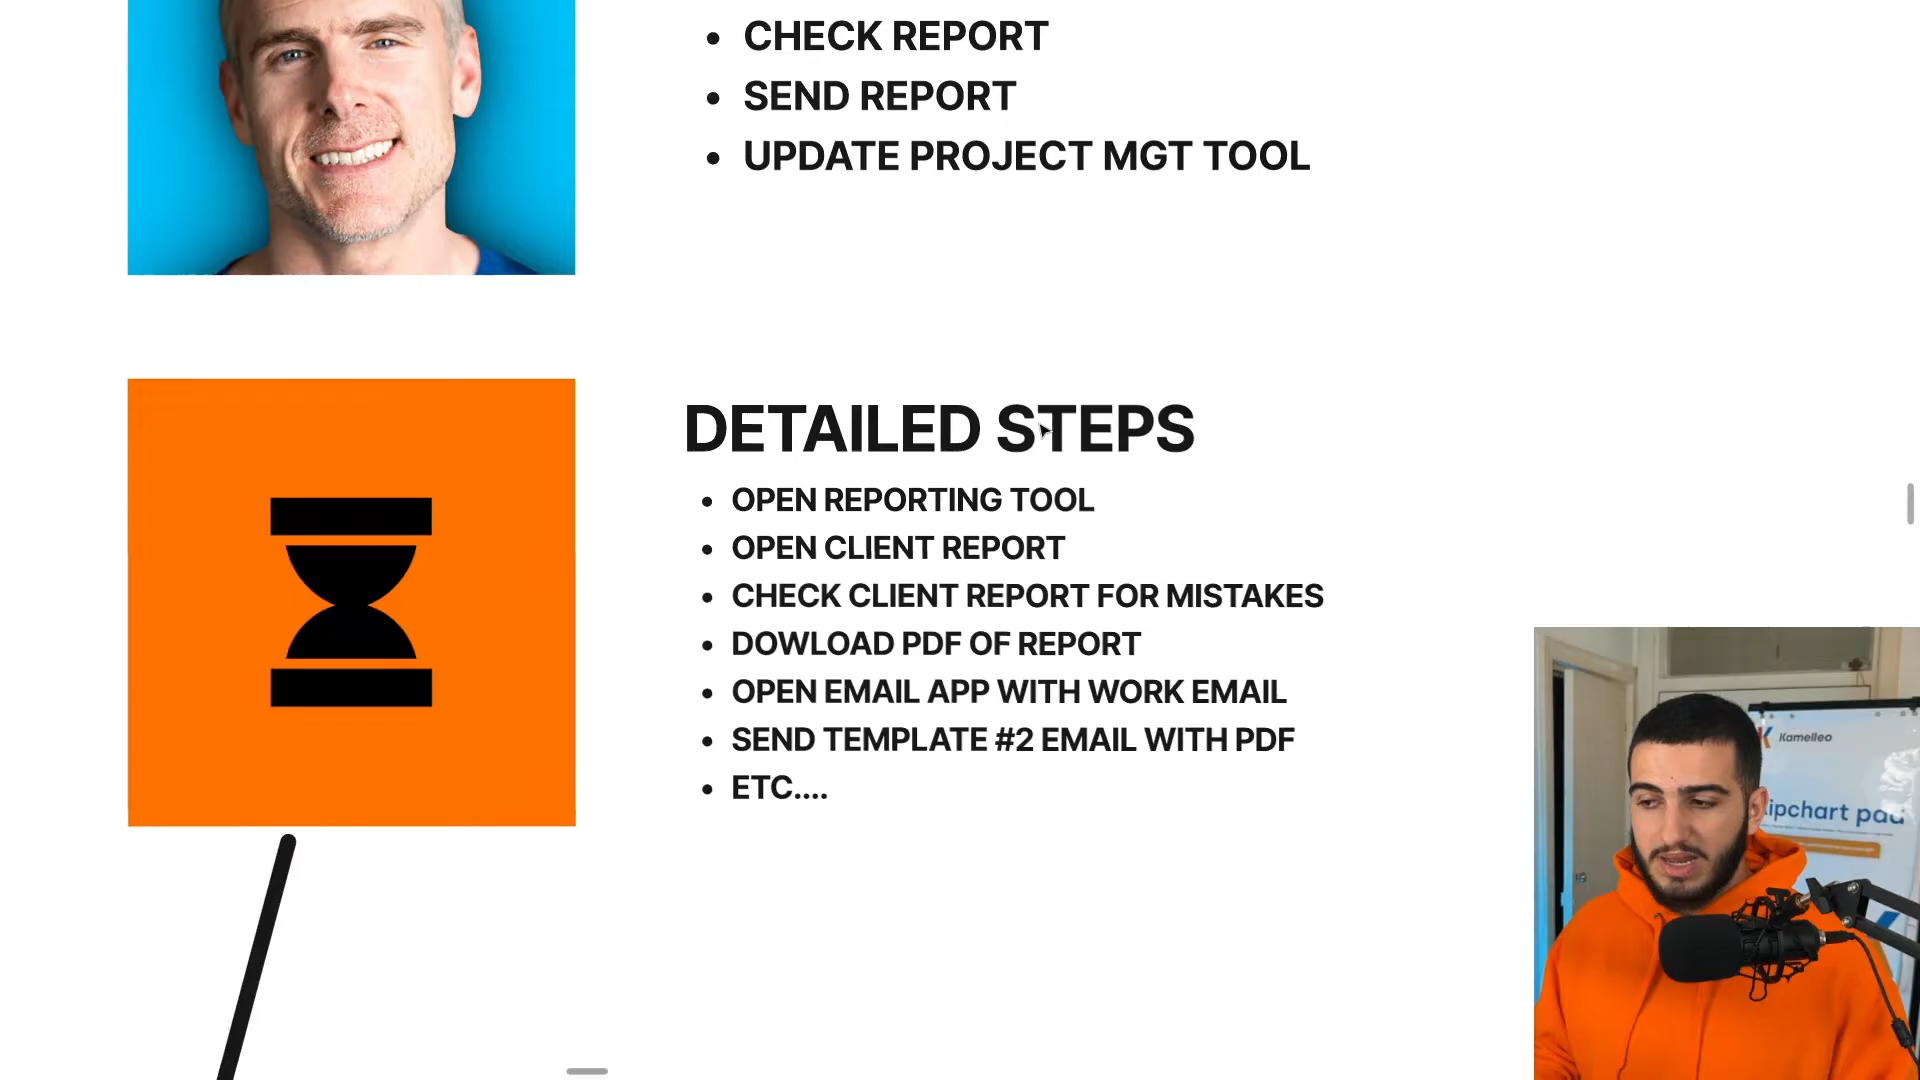 CHECK REPORT
SEND REPORT
UPDATE PROJECT MGT TOOL
DETAILED STEPS
OPEN REPORTING TOOL
OPEN CLIENT REPORT
CHECK CLIENT REPORT FOR MISTAKES
DOWLOAD PDF OF REPORT
OPEN EMAIL APP WITH WORK EMAIL
SEND TEMPLATE #2 EMAIL WITH PDF
ETC....
Kamelleo
lipchart pad